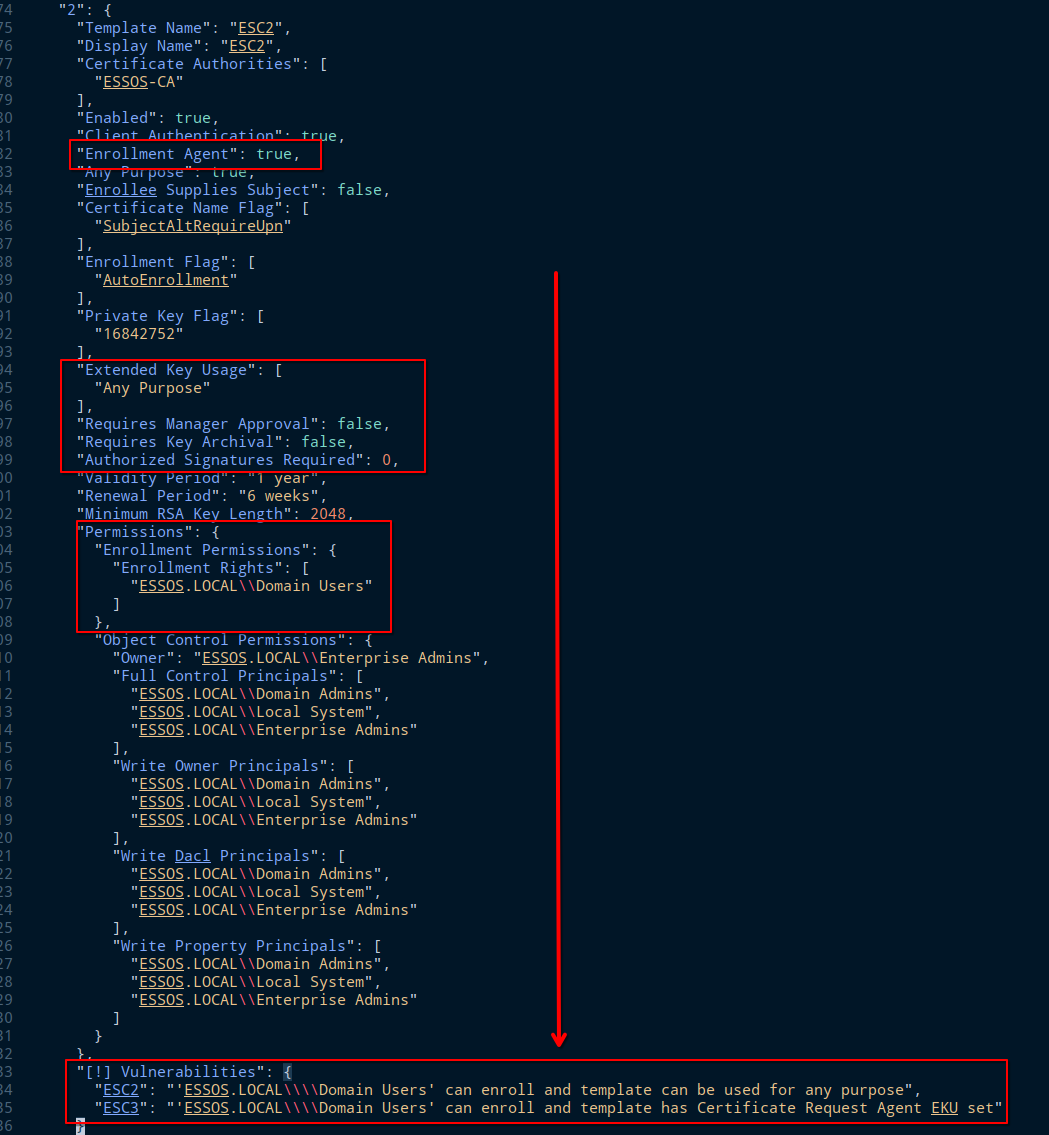 74 "2": {
75 "Template Name": "ESC2",
76 "Display Name": "ESC2",
77 "Certificate Authorities": [
78 "ESSOS-CA"
79 ],
80 "Enabled": true,
81 "Client Authentication": true,
82 "Enrollment Agent": true,
83 "Any Purpose": true,
84 "Enrollee Supplies Subject": false,
85 "Certificate Name Flag": [
86 "SubjectAltRequireUpn"
87 ],
88 "Enrollment Flag": [
89 "AutoEnrollment"
90 ],
91 "Private Key Flag": [
92 "16842752"
93 ],
94 "Extended Key Usage": [
95 "Any Purpose"
96 ],
97 "Requires Manager Approval": false,
98 "Requires Key Archival": false,
99 "Authorized Signatures Required": 0,
00 "Validity Period": "1 year",
01 "Renewal Period": "6 weeks",
02 "Minimum RSA Key Length": 2048,
03 "Permissions": {
04 "Enrollment Permissions": {
05 "Enrollment Rights": [
06 "ESSOS.LOCAL\\Domain Users"
07 ]
08 },
09 "Object Control Permissions": {
10 "Owner": "ESSOS.LOCAL\\Enterprise Admins",
11 "Full Control Principals": [
12 "ESSOS.LOCAL\\Domain Admins",
13 "ESSOS.LOCAL\\Local System",
14 "ESSOS.LOCAL\\Enterprise Admins"
15 ],
16 "Write Owner Principals": [
17 "ESSOS.LOCAL\\Domain Admins",
18 "ESSOS.LOCAL\\Local System",
19 "ESSOS.LOCAL\\Enterprise Admins"
20 ],
21 "Write Dacl Principals": [
22 "ESSOS.LOCAL\\Domain Admins",
23 "ESSOS.LOCAL\\Local System",
24 "ESSOS.LOCAL\\Enterprise Admins"
25 ],
26 "Write Property Principals": [
27 "ESSOS.LOCAL\\Domain Admins",
28 "ESSOS.LOCAL\\Local System",
29 "ESSOS.LOCAL\\Enterprise Admins"
30 ]
31 }
32 },
33 "[!] Vulnerabilities": {
34 "ESC2": "'ESSOS.LOCAL\\\\Domain Users' can enroll and template can be used for any purpose",
35 "ESC3": "'ESSOS.LOCAL\\\\Domain Users' can enroll and template has Certificate Request Agent EKU set"
36 }